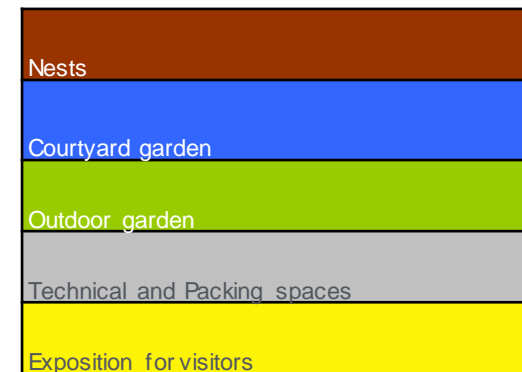 Nests
Courtyard garden
Outdoor garden
Technical and Packing spaces
Exposition for visitors